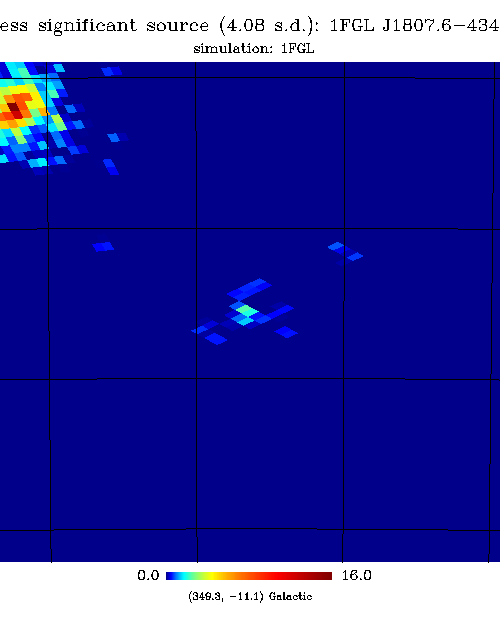 ess significant source (4.08 s.d.): 1FGL J1807.6−434
simulation: 1FGL
0.0 16.0
(349.3, −11.1) Galactic